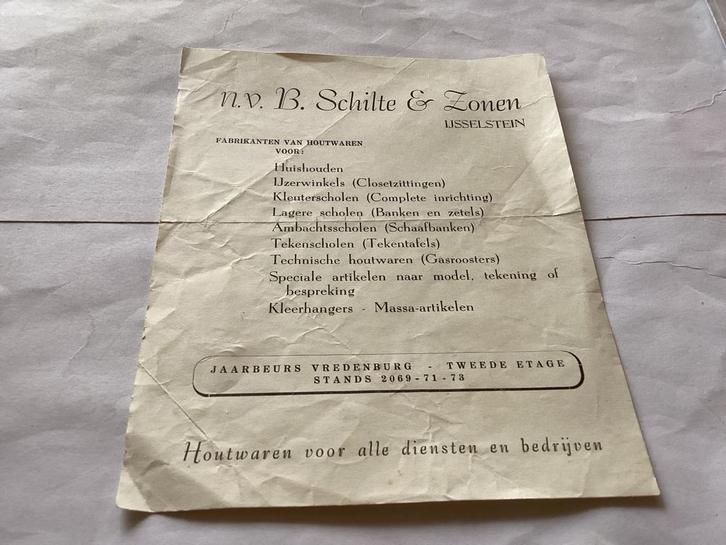 n.v. B. Schilte & Zonen
IJSSELSTEIN
FABRIKANTEN VAN HOUTWAREN
VOOR:
Huishouden
IJzerwinkels (Closetzittingen)
Kleuterscholen (Complete inrichting)
Lagere scholen (Banken en zetels)
Ambachtsscholen (Schaafbanken)
Tekenscholen (Tekentafels)
Technische houtwaren (Gasroosters)
Speciale artikelen naar model, tekening of
bespreking
Kleerhangers - Massa-artikelen
JAARBEURS VREDENBURG - TWEEDE ETAGE
STANDS 2069-71-73
Houtwaren voor alle diensten en bedrijven